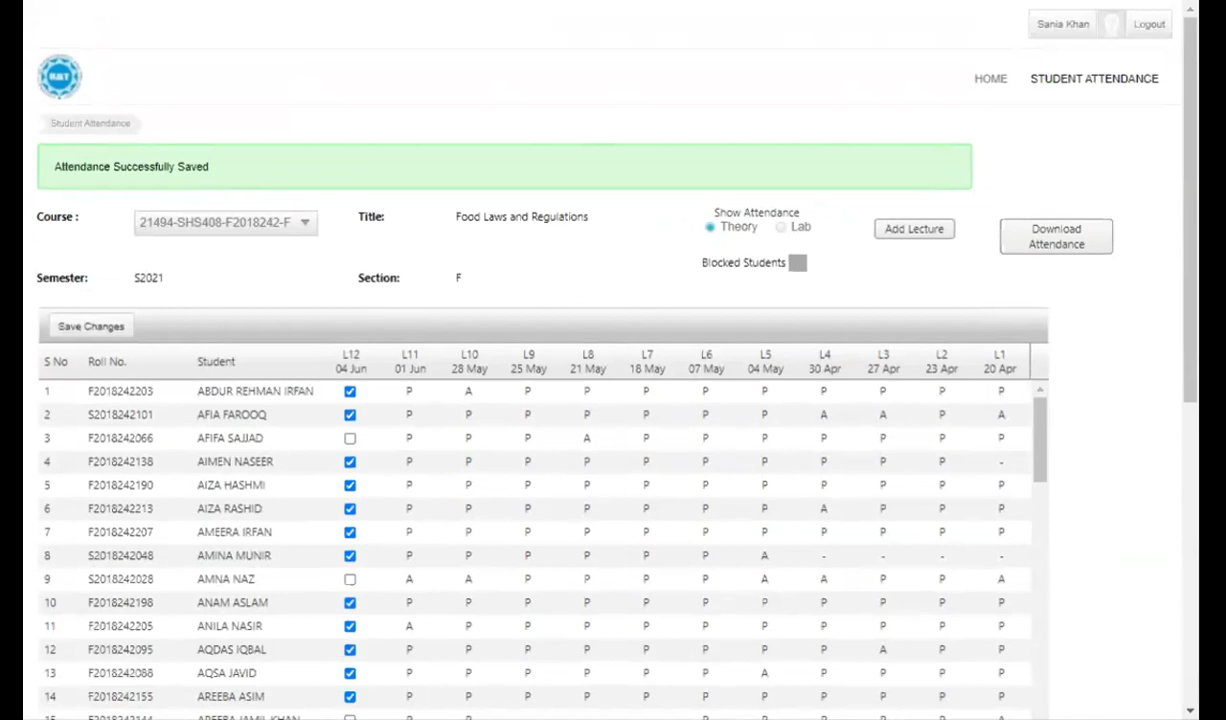 Sania Khan Logout
HOME STUDENT ATTENDANCE
Student Attendance
Attendance Successfully Saved
Course : 21494-SHS408-F2018242-F Title: Food Laws and Regulations Show Attendance Theory Lab Add Lecture Download Attendance
Blocked Students
Semester: S2021 Section: F
Save Changes
S No Roll No. Student L12 04 Jun L11 01 Jun L10 28 May L9 25 May L8 21 May L7 18 May L6 07 May L5 04 May L4 30 Apr L3 27 Apr L2 23 Apr L1 20 Apr
1 F2018242203 ABDUR REHMAN IRFAN P A P P P P P P P P P
2 S2018242101 AFIA FAROOQ P P P P P P P A A P A
3 F2018242066 AFIFA SAJJAD P P P A P P P P P P P
4 F2018242138 AIMEN NASEER P P P P P P P P P P -
5 F2018242190 AIZA HASHMI P P P P P P P P P P P
6 F2018242213 AIZA RASHID P P P P P P P A P P P
7 F2018242207 AMEERA IRFAN P P P P P P P P P P P
8 S2018242048 AMINA MUNIR P P P P P P A - - - -
9 S2018242028 AMNA NAZ A A P P P P A A P P A
10 F2018242198 ANAM ASLAM P P P P P P P P P P P
11 F2018242205 ANILA NASIR A P P P P P P P P P P
12 F2018242095 AQDAS IQBAL P P P P P P P P A P P
13 F2018242088 AQSA JAVID P P P P P P A P P P P
14 F2018242155 AREEBA ASIM P P P P P P P P P P P